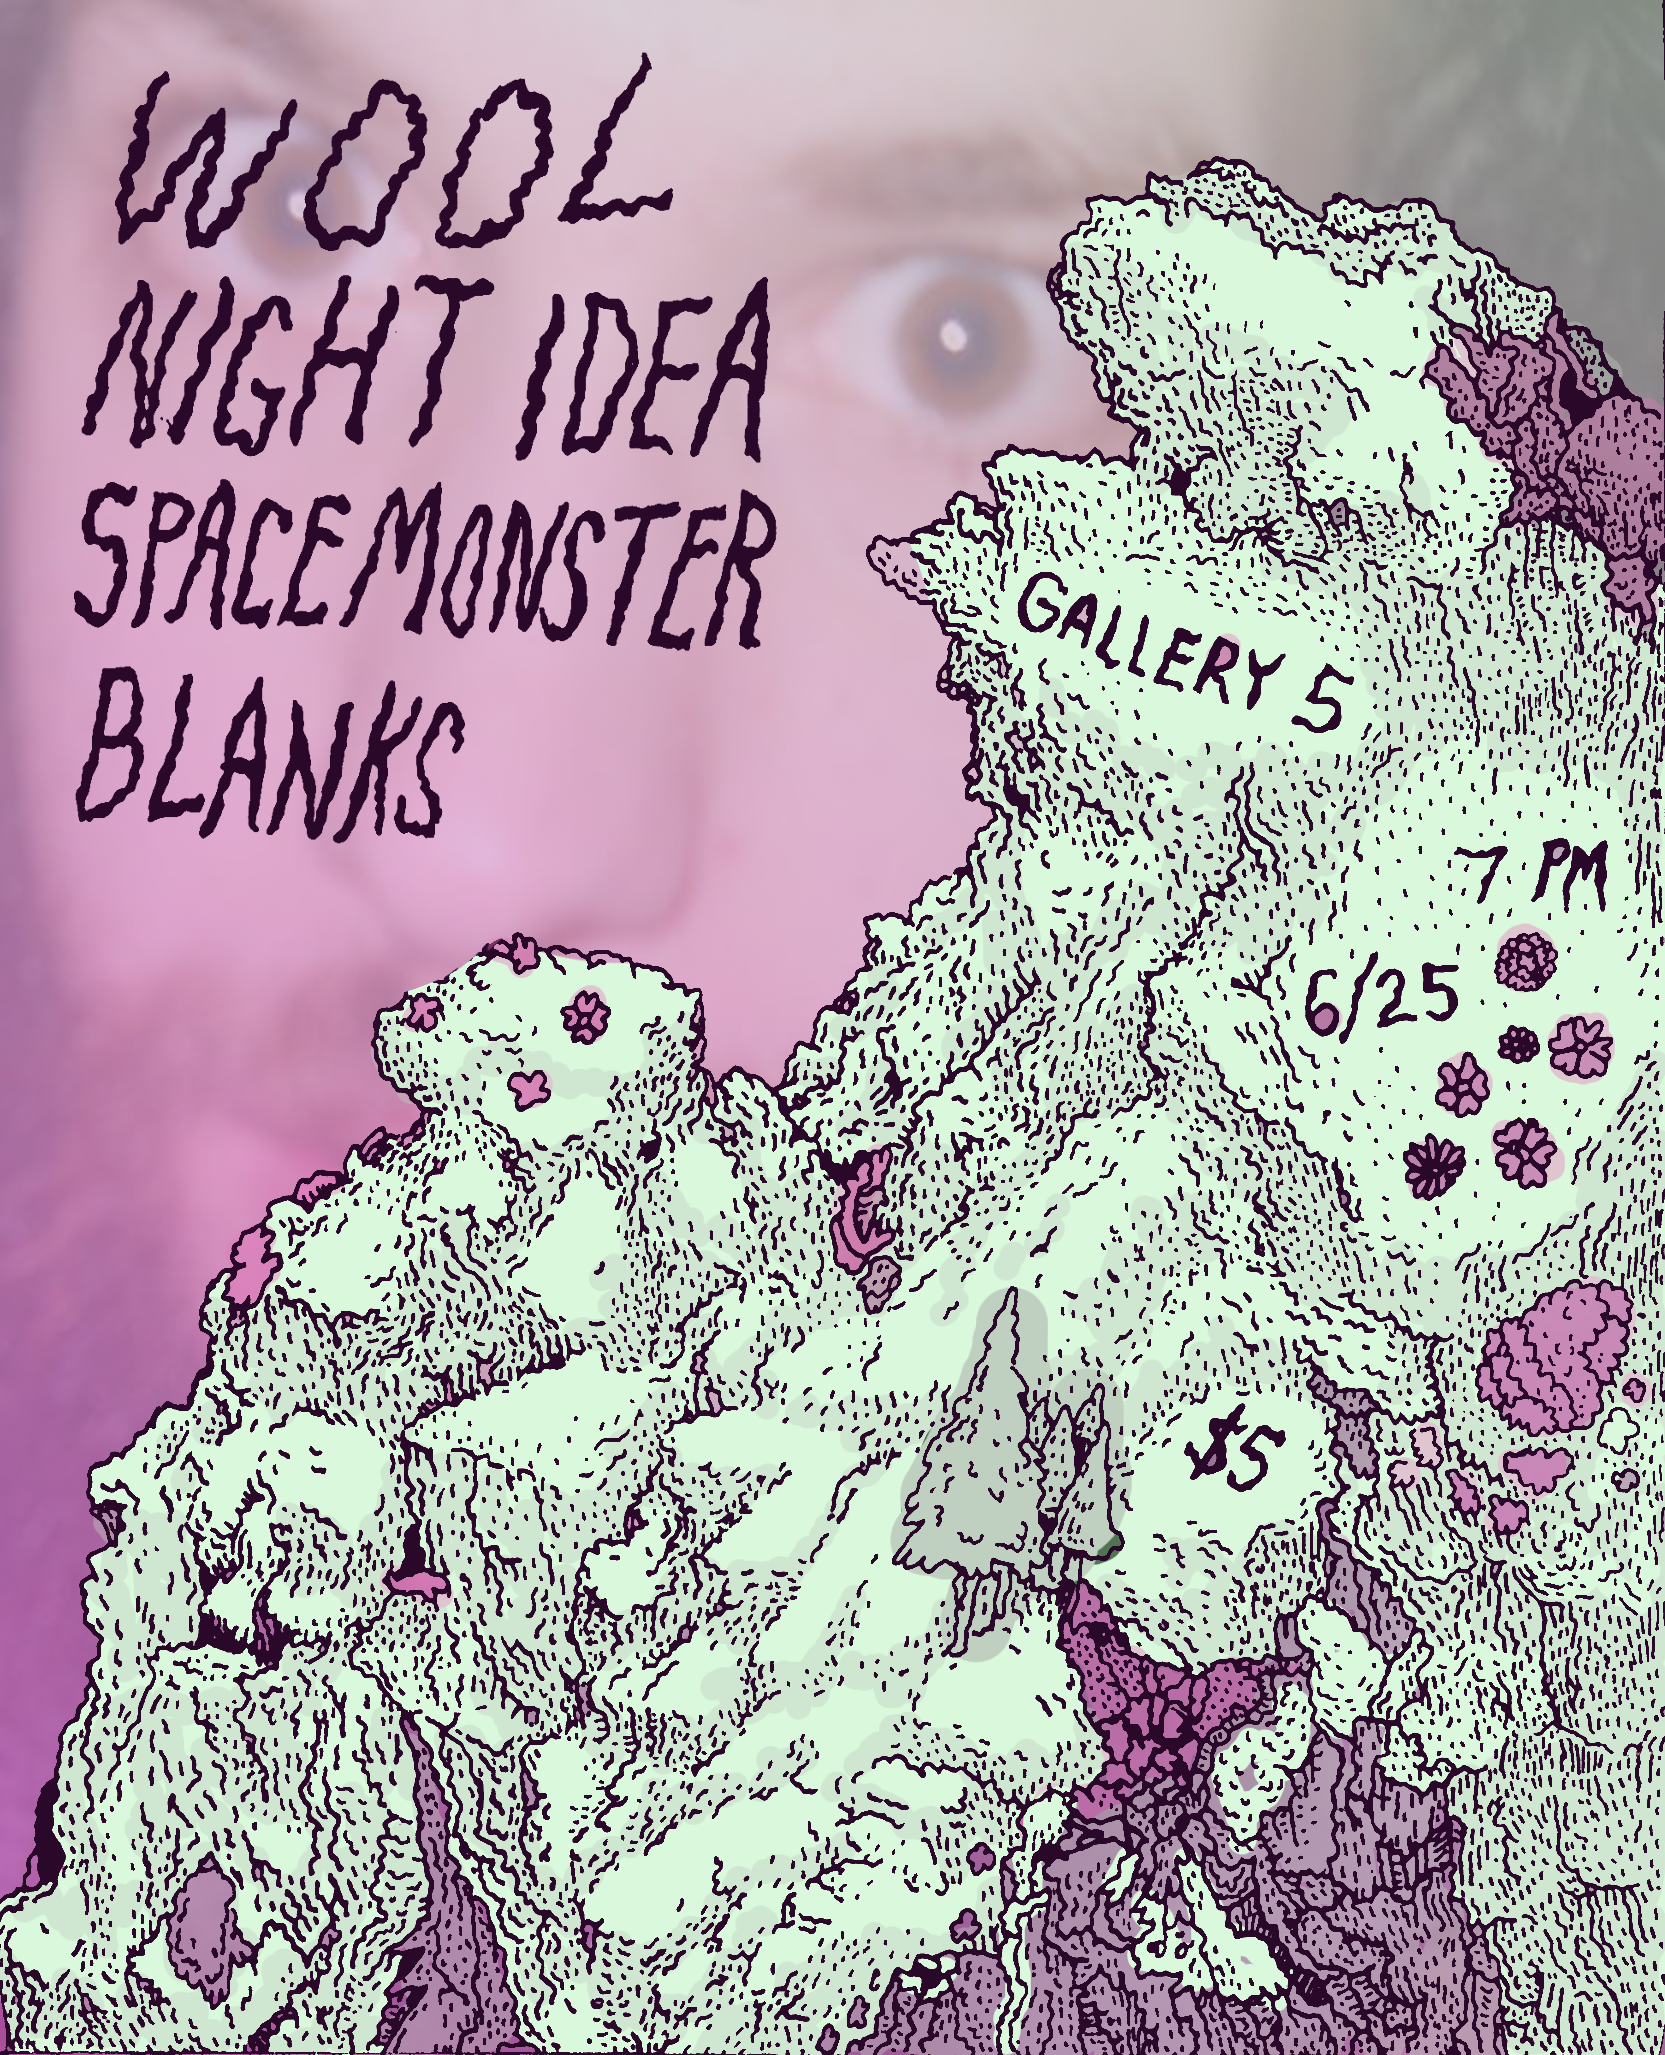 WOOL
NIGHT IDEA
SPACEMONSTER
BLANKS
GALLERY 5
7 PM
6/25
$5